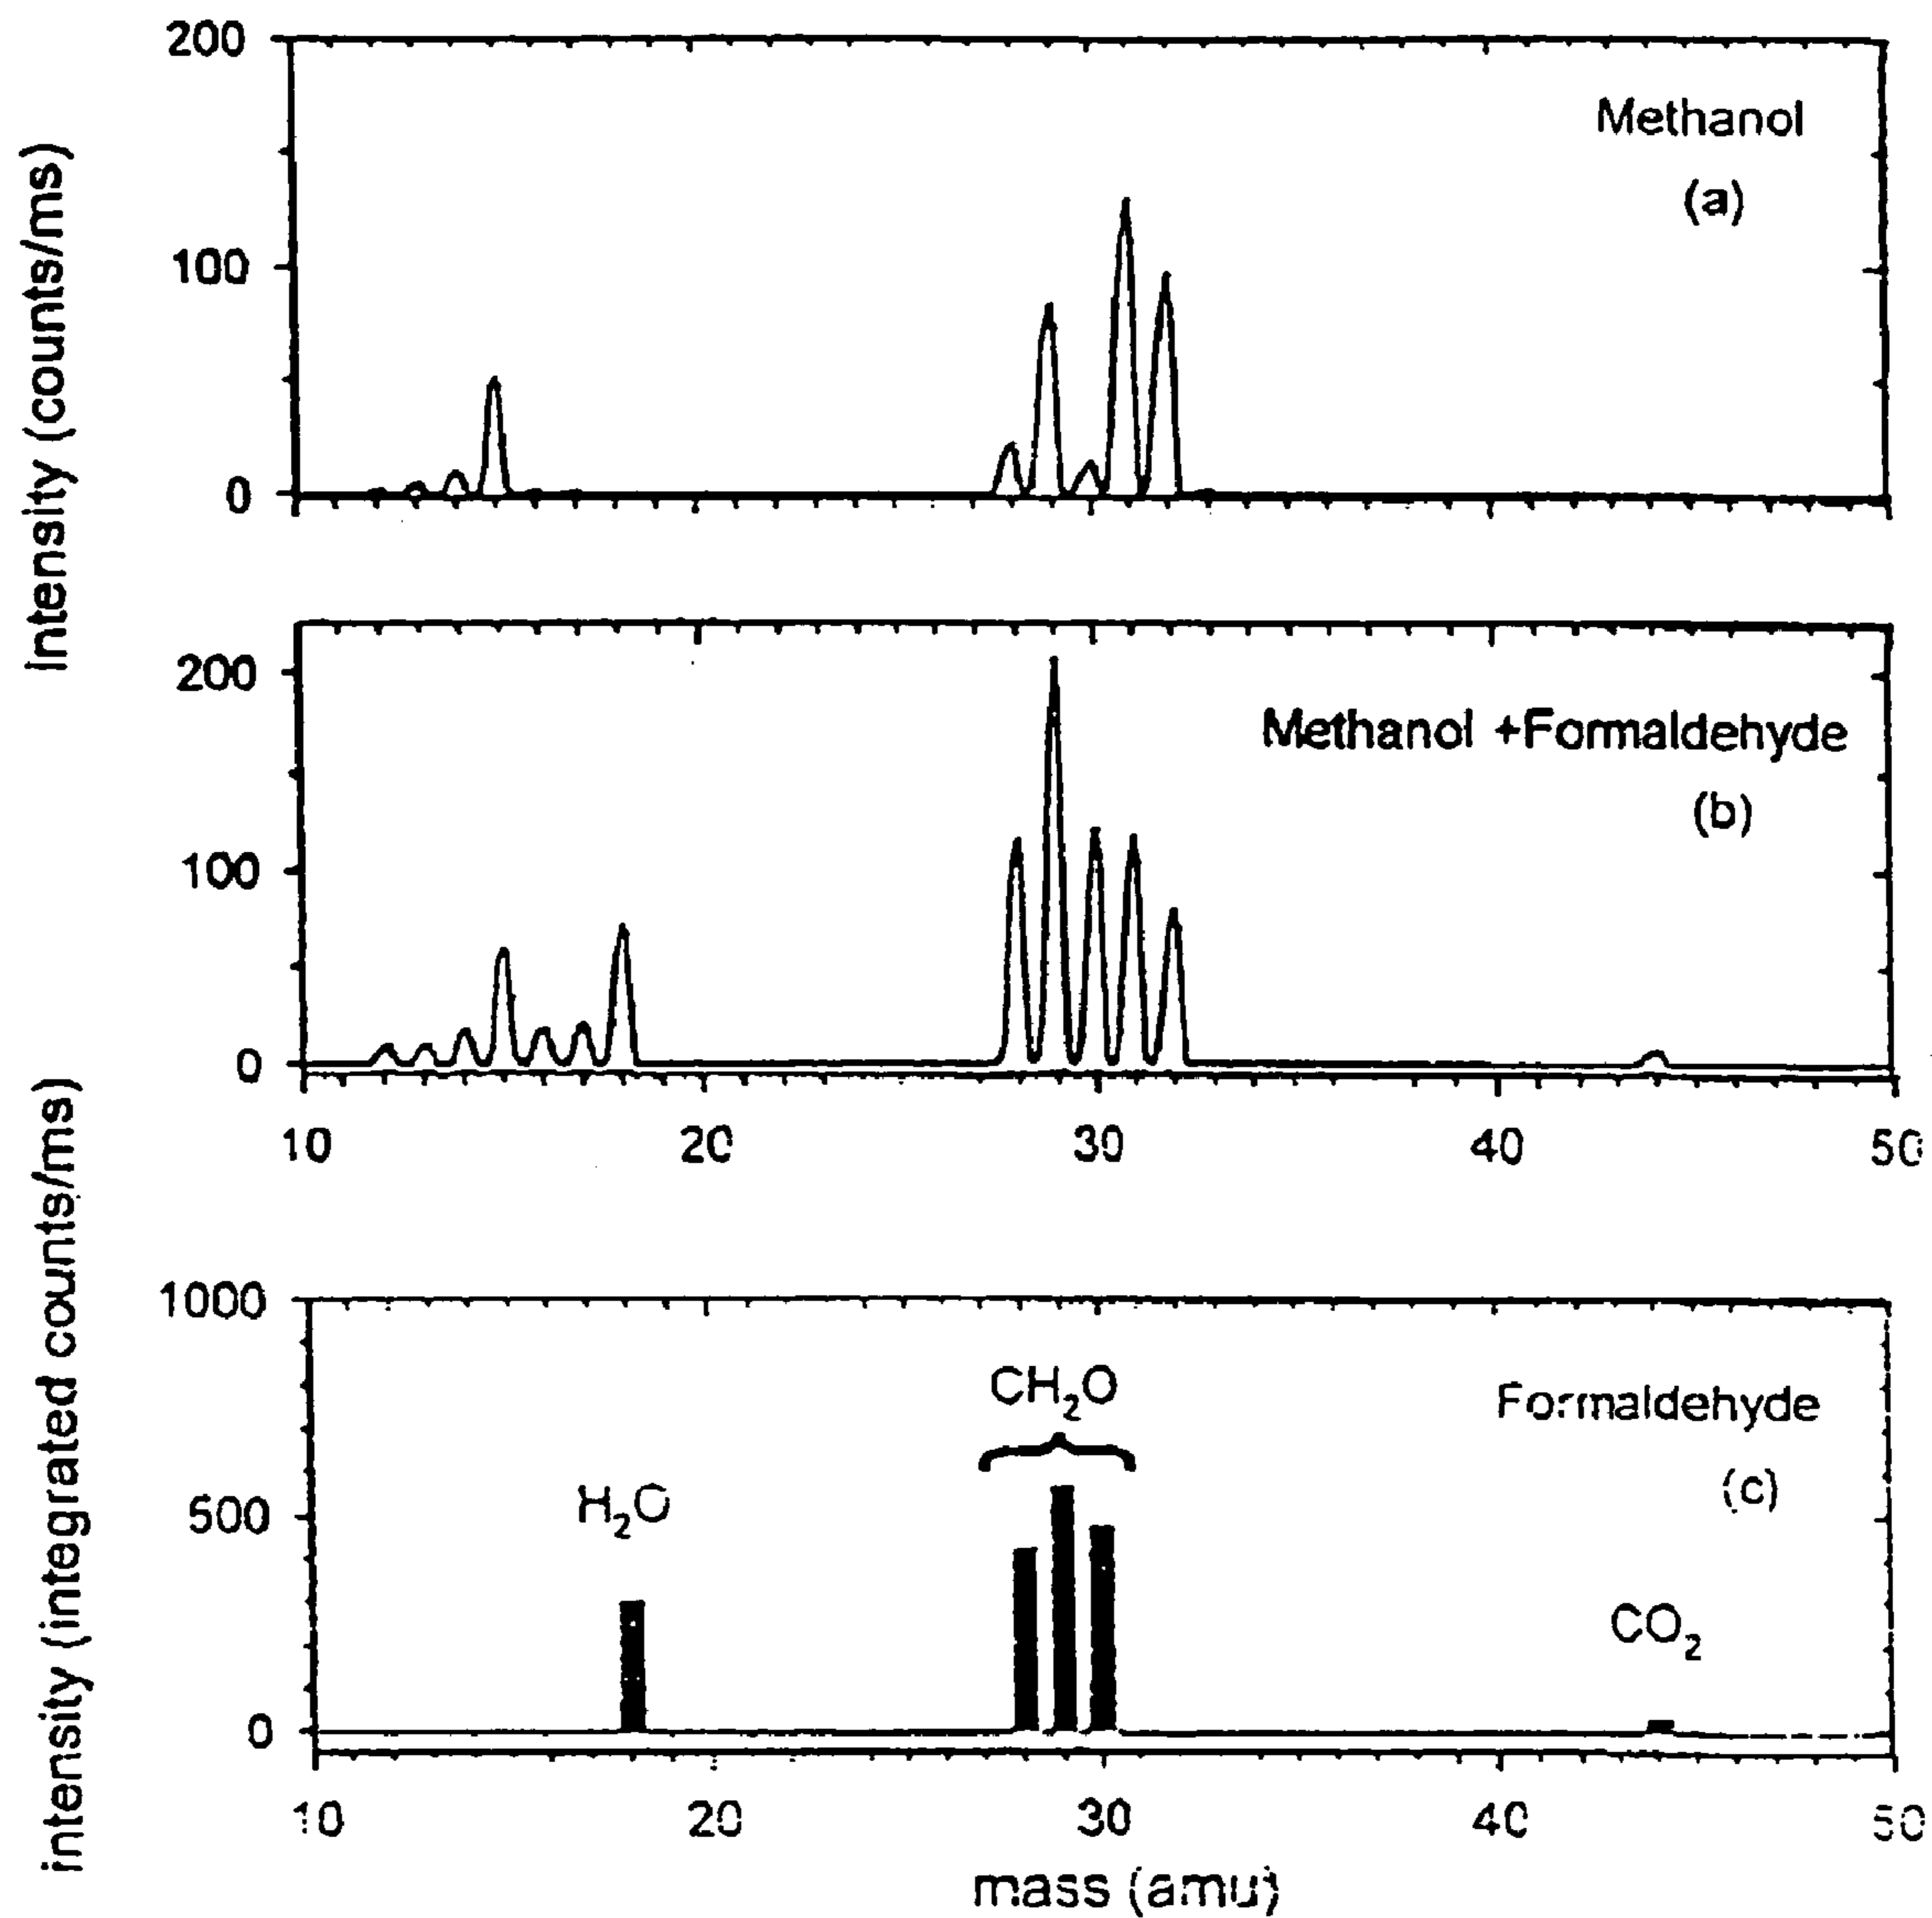 intensity (counts/ms)
200
100
0
Methanol
(a)
200
100
0
Methanol +Formaldehyde
(b)
10 20 30 40 50
intensity (integrated counts/ms)
1000
500
0
H2O
CH2O
Formaldehyde
(c)
CO2
10 20 30 40 50
mass (amu)